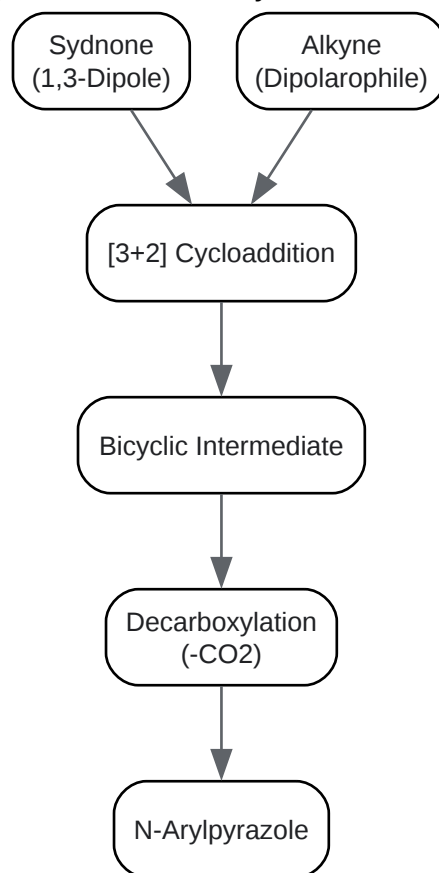 Sydnone
(1,3-Dipole)
Alkyne
(Dipolarophile)
[3+2] Cycloaddition
Bicyclic Intermediate
Decarboxylation
(-CO2)
N-Arylpyrazole